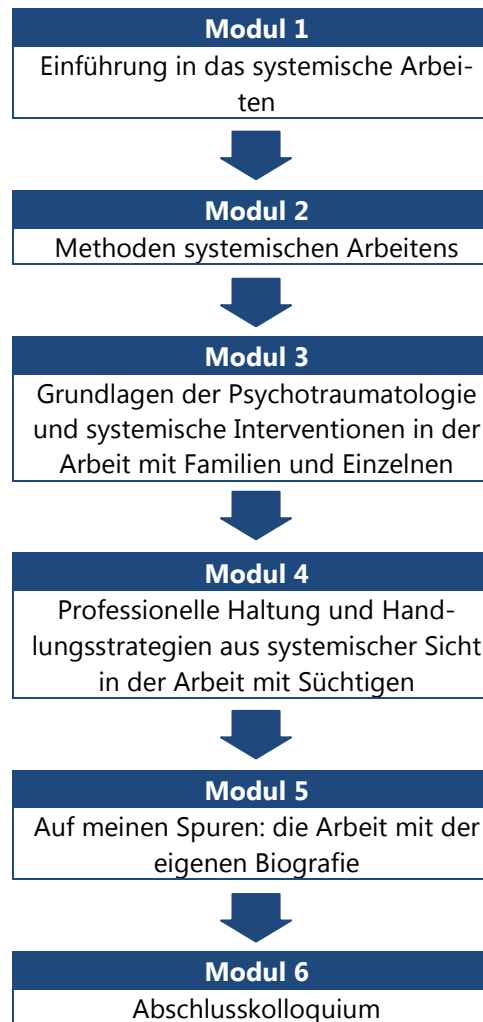 Modul 1
Einführung in das systemische Arbei-
ten
Modul 2
Methoden systemischen Arbeitens
Modul 3
Grundlagen der Psychotraumatologie
und systemische Interventionen in der
Arbeit mit Familien und Einzelnen
Modul 4
Professionelle Haltung und Hand-
lungsstrategien aus systemischer Sicht
in der Arbeit mit Süchtigen
Modul 5
Auf meinen Spuren: die Arbeit mit der
eigenen Biografie
Modul 6
Abschlusskolloquium